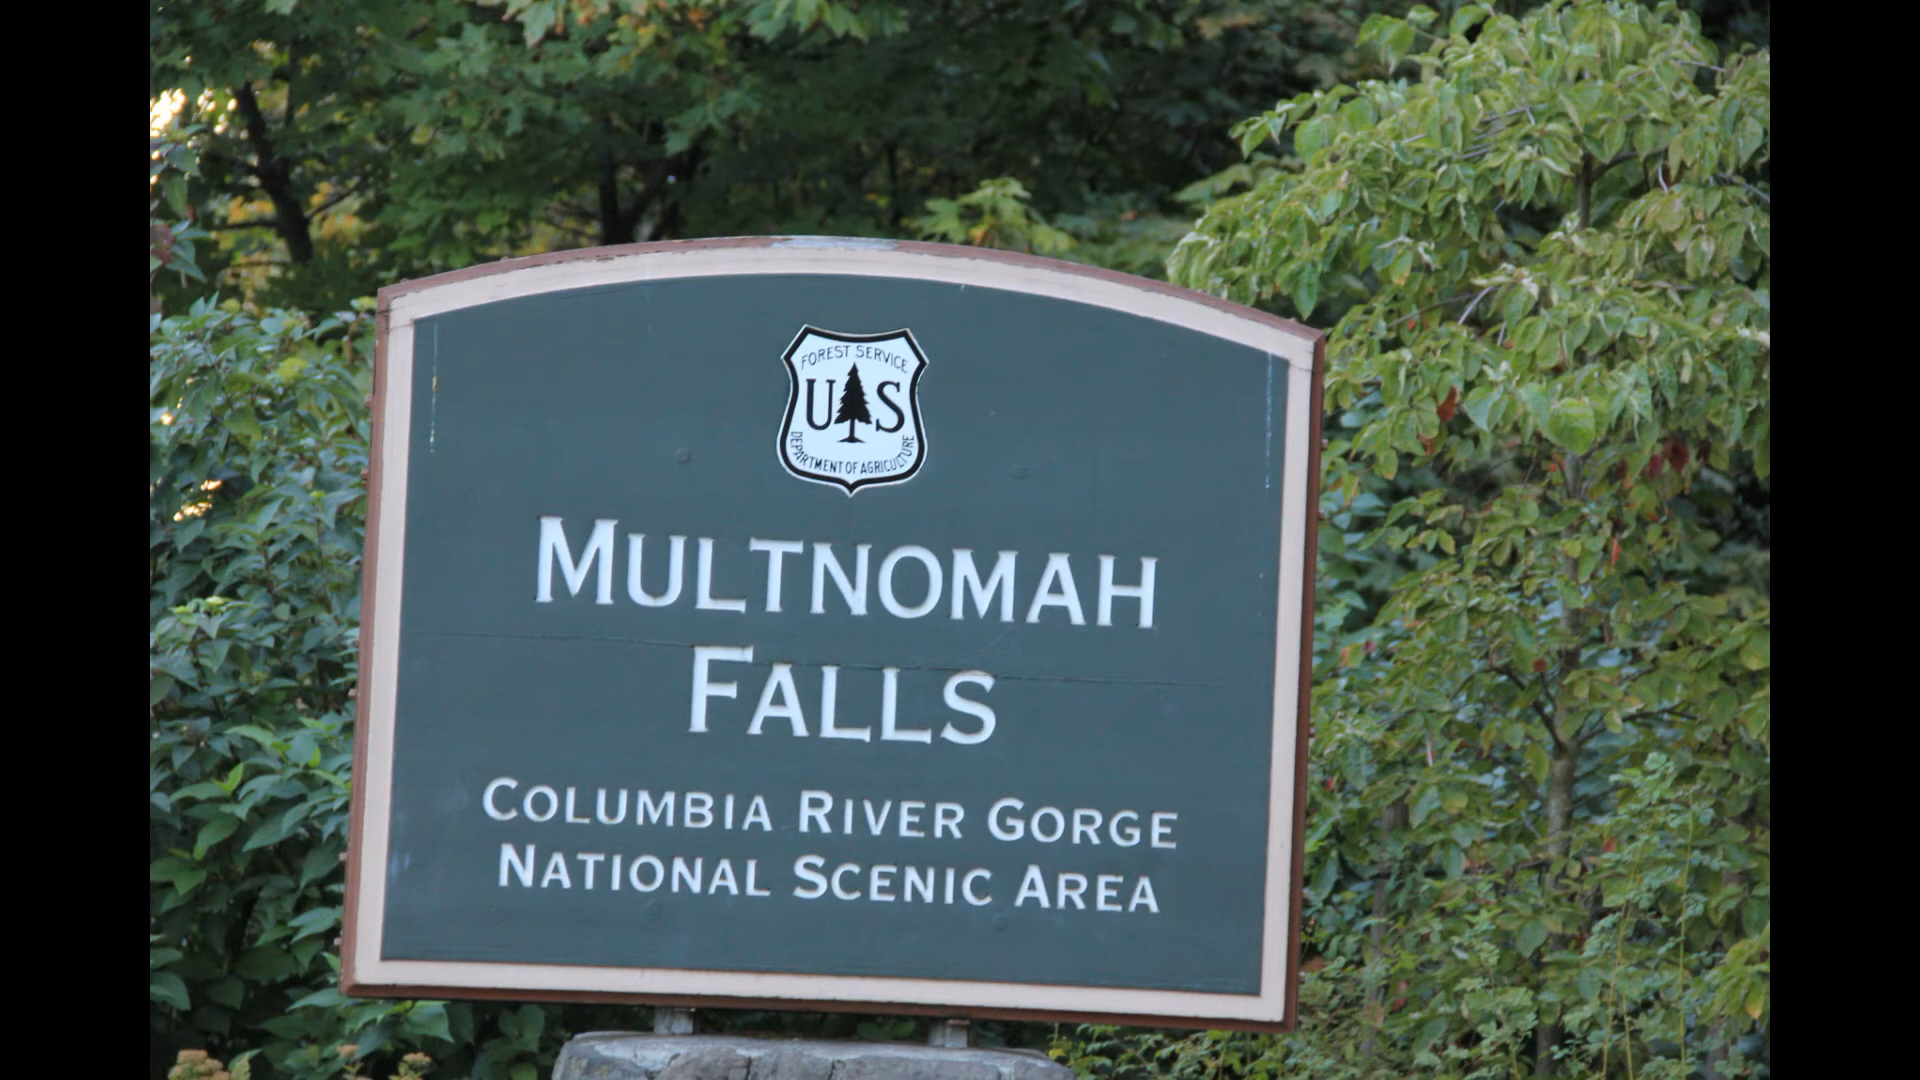 FOREST SERVICE
U S
DEPARTMENT OF AGRICULTURE
MULTNOMAH
FALLS
COLUMBIA RIVER GORGE
NATIONAL SCENIC AREA